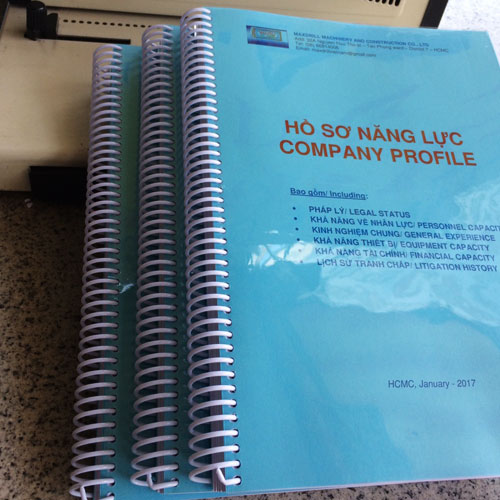 MAXDRILL MACHINERY AND CONSTRUCTION CO., LTD
HỒ SƠ NĂNG LỰC
COMPANY PROFILE
Bao gồm/ Including:
• PHÁP LÝ/ LEGAL STATUS
• KHẢ NĂNG VỀ NHÂN LỰC/ PERSONNEL CAPACIT
• KINH NGHIỆM CHUNG/ GENERAL EXPERIENCE
• KHẢ NĂNG THIẾT BỊ/ EQUIPMENT CAPACITY
KHẢ NĂNG TÀI CHÍNH/ FINANCIAL CAPACITY
LỊCH SỬ TRANH CHẤP/ LITIGATION HISTORY
HCMC, January - 2017